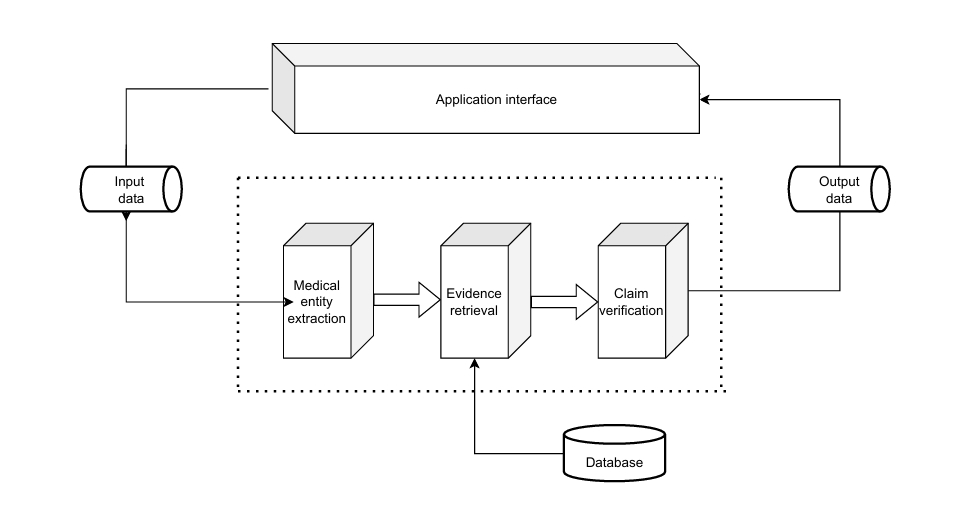 Application interface
Input
data
Output
data
Medical
entity
extraction
Evidence
retrieval
Claim
verification
Database